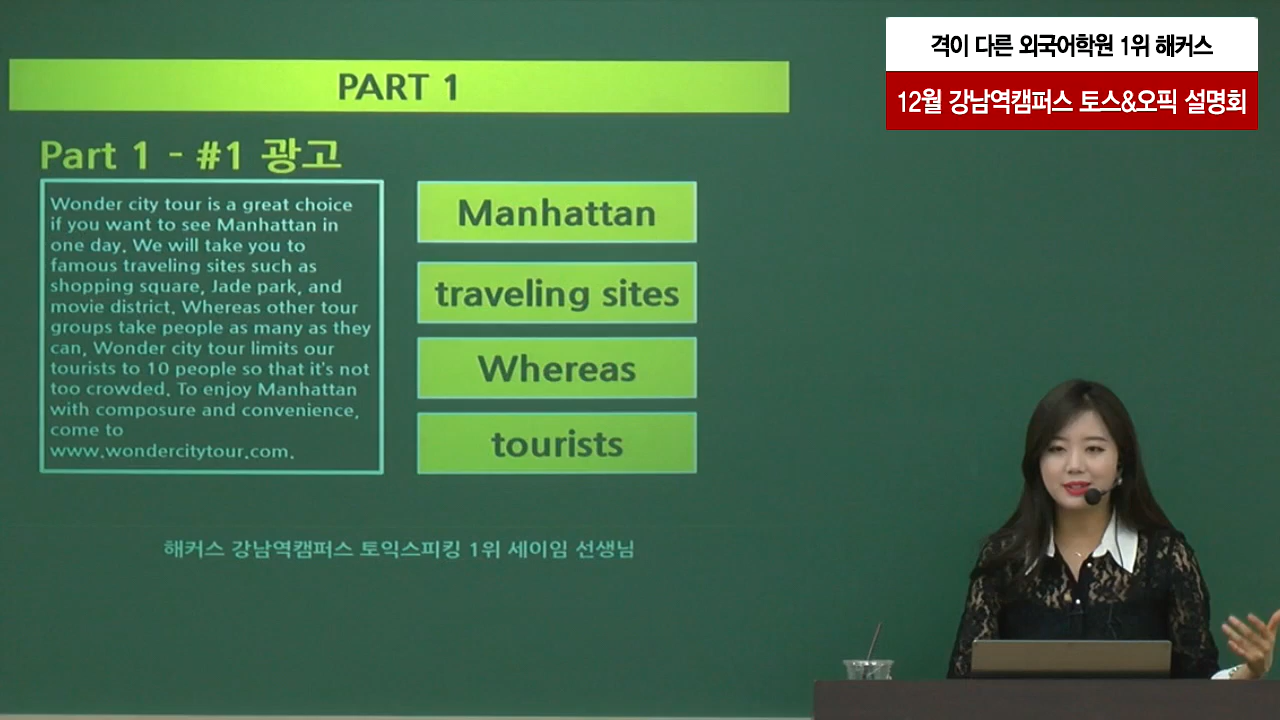 격이 다른 외국어학원 1위 해커스
12월 강남역캠퍼스 토스&오픽 설명회
PART 1
Part 1 - #1 광고
Wonder city tour is a great choice
if you want to see Manhattan in
one day. We will take you to
famous traveling sites such as
shopping square, Jade park, and
movie district. Whereas other tour
groups take people as many as they
can, Wonder city tour limits our
tourists to 10 people so that it's not
too crowded. To enjoy Manhattan
with composure and convenience,
come to
www.wondercitytour.com.
Manhattan
traveling sites
Whereas
tourists
해커스 강남역캠퍼스 토익스피킹 1위 세이임 선생님